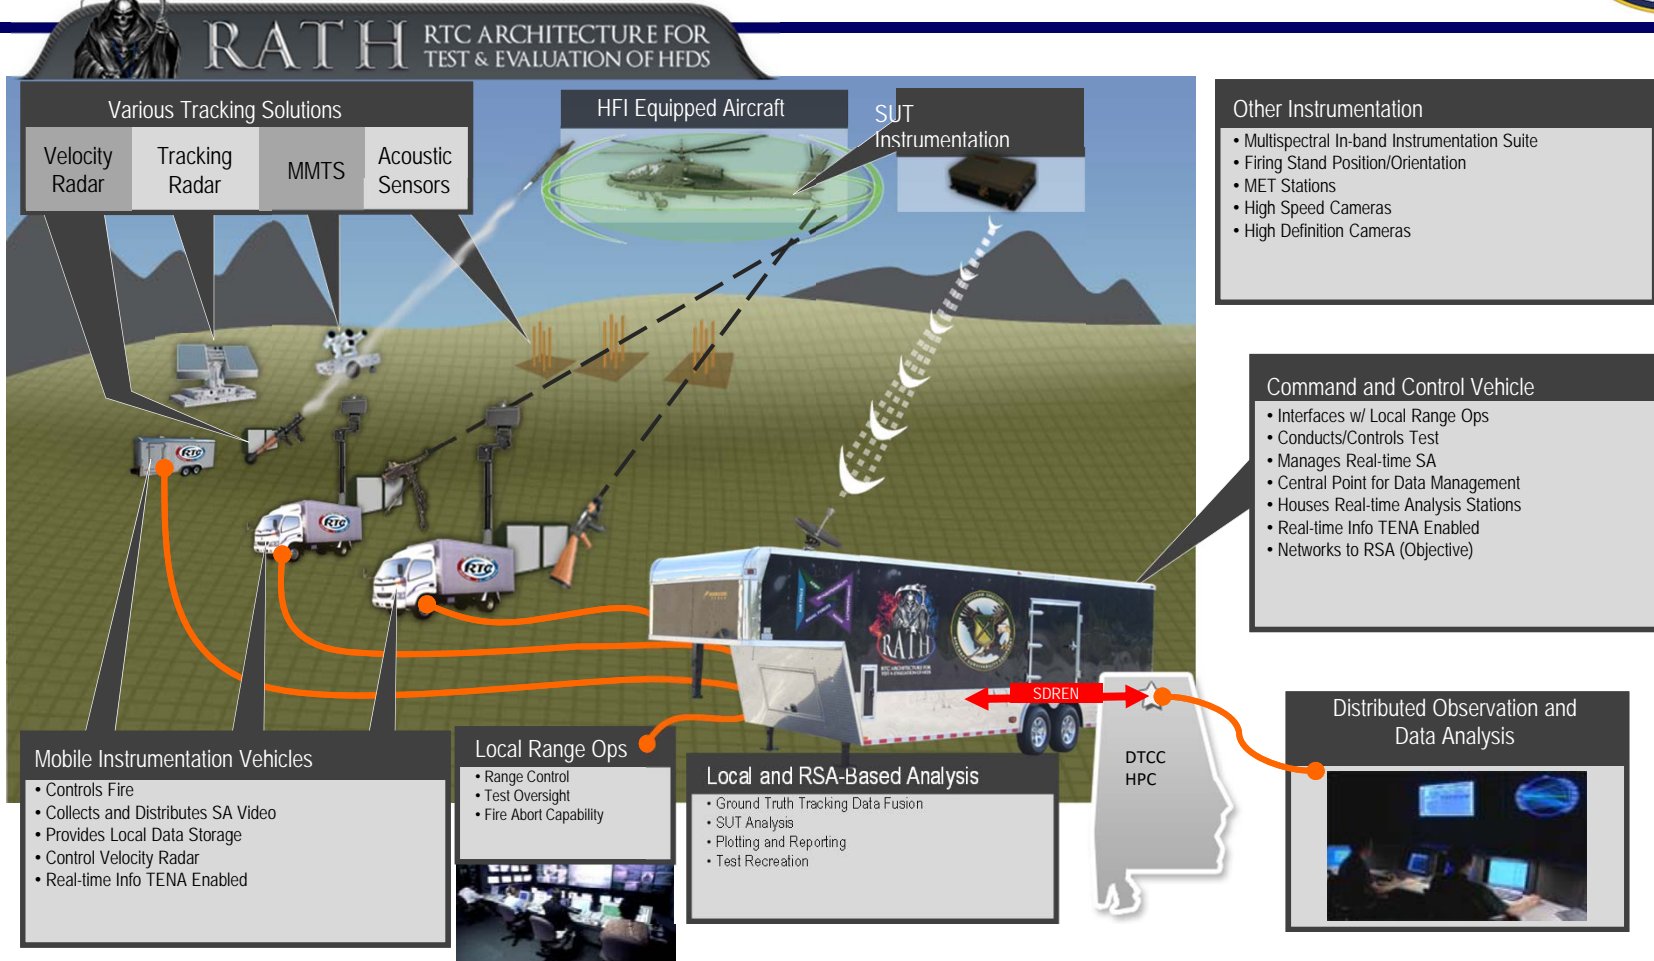 RATH
RTC ARCHITECTURE FOR
TEST & EVALUATION OF HFDS
Various Tracking Solutions
Velocity
Radar
Tracking
Radar
MMTS
Acoustic
Sensors
HFI Equipped Aircraft
SUT
Instrumentation
Other Instrumentation
• Multispectral In-band Instrumentation Suite
• Firing Stand Position/Orientation
• MET Stations
• High Speed Cameras
• High Definition Cameras
Command and Control Vehicle
• Interfaces w/ Local Range Ops
• Conducts/Controls Test
• Manages Real-time SA
• Central Point for Data Management
• Houses Real-time Analysis Stations
• Real-time Info TENA Enabled
• Networks to RSA (Objective)
RTC
RTC
RTC
RATH
RTC ARCHITECTURE FOR
TEST & EVALUATION OF HFDS
SDREN
DTCC
HPC
Distributed Observation and
Data Analysis
Mobile Instrumentation Vehicles
• Controls Fire
• Collects and Distributes SA Video
• Provides Local Data Storage
• Control Velocity Radar
• Real-time Info TENA Enabled
Local Range Ops
• Range Control
• Test Oversight
• Fire Abort Capability
Local and RSA-Based Analysis
• Ground Truth Tracking Data Fusion
• SUT Analysis
• Plotting and Reporting
• Test Recreation